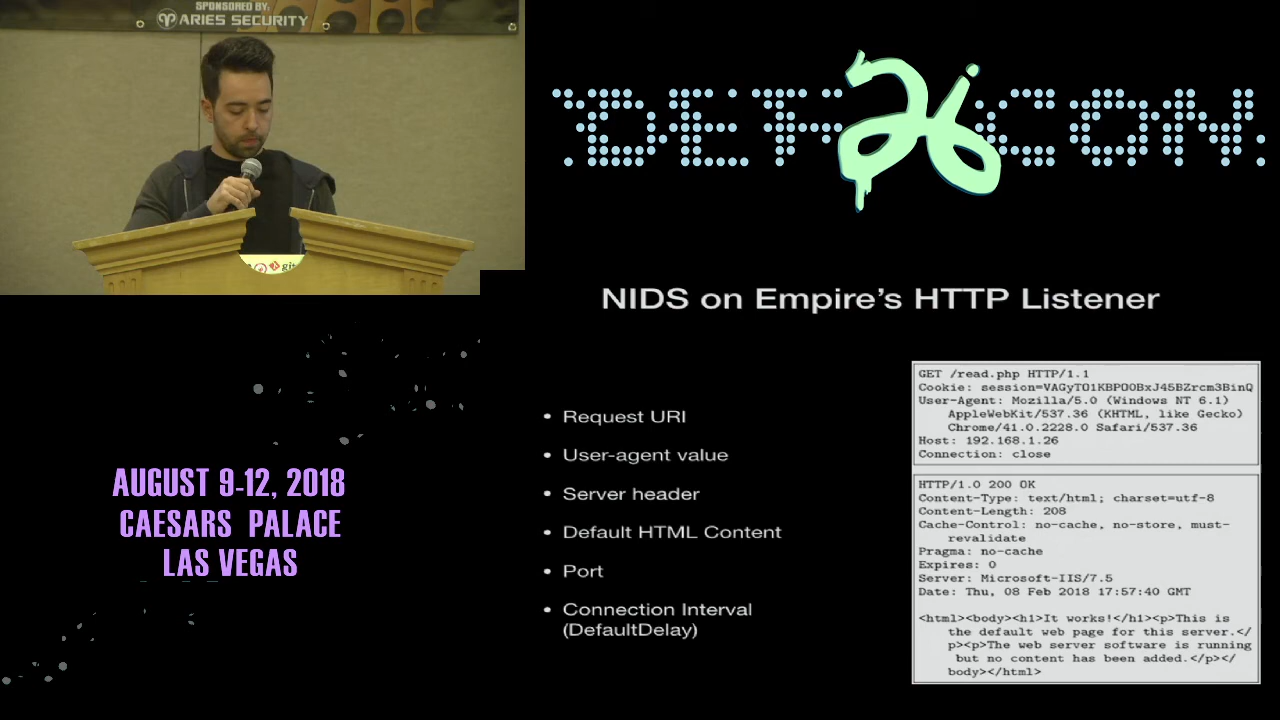 SPONSORED BY:
ARIES SECURITY
git
DEF 26 CON
NIDS on Empire's HTTP Listener
• Request URI
• User-agent value
• Server header
• Default HTML Content
• Port
• Connection Interval
(DefaultDelay)
GET /read.php HTTP/1.1
Cookie: session=VAGyTO1KBPOOBxJ45BZrcm3BinQ
User-Agent: Mozilla/5.0 (Windows NT 6.1)
AppleWebKit/537.36 (KHTML, like Gecko)
Chrome/41.0.2228.0 Safari/537.36
Host: 192.168.1.26
Connection: close
HTTP/1.0 200 OK
Content-Type: text/html; charset=utf-8
Content-Length: 208
Cache-Control: no-cache, no-store, must-
revalidate
Pragma: no-cache
Expires: 0
Server: Microsoft-IIS/7.5
Date: Thu, 08 Feb 2018 17:57:40 GMT
<html><body><h1>It works!</h1><p>This is
the default web page for this server.</
p><p>The web server software is running
but no content has been added.</p></
body></html>
AUGUST 9-12, 2018
CAESARS PALACE
LAS VEGAS